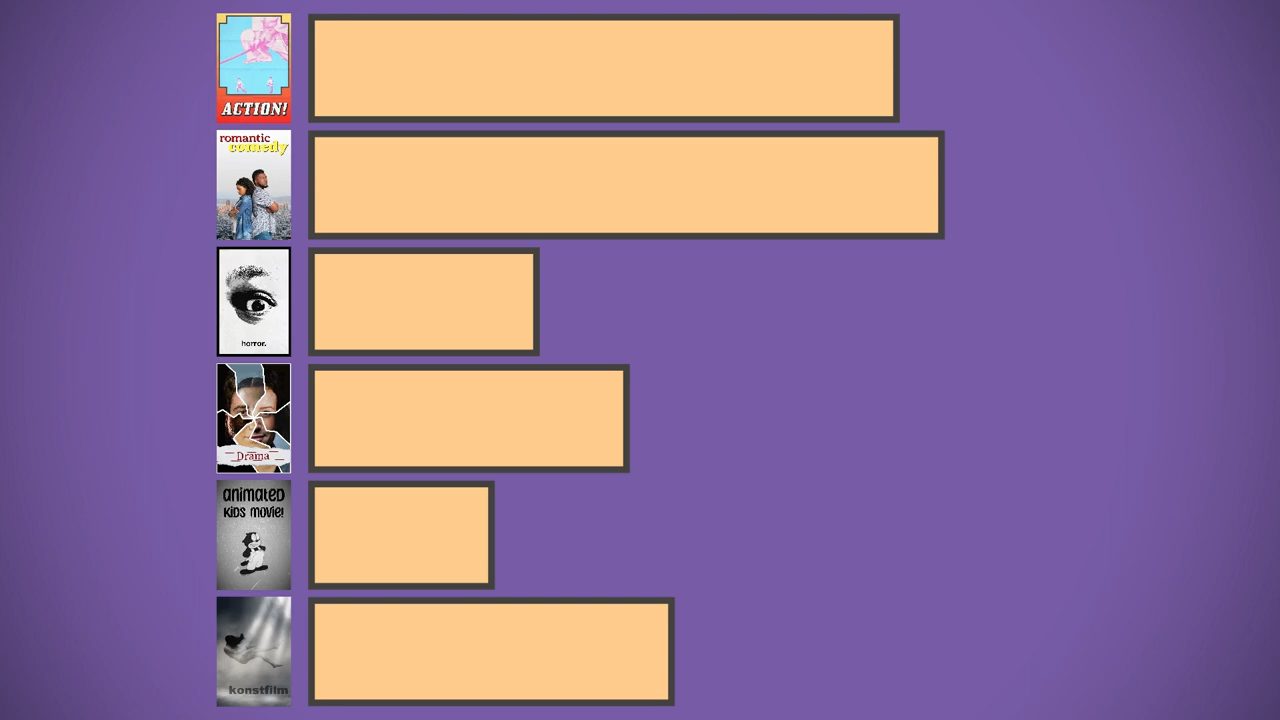 ACTION!
romantic
comedy
horror.
Drama
animated
kids movie!
konstfilm